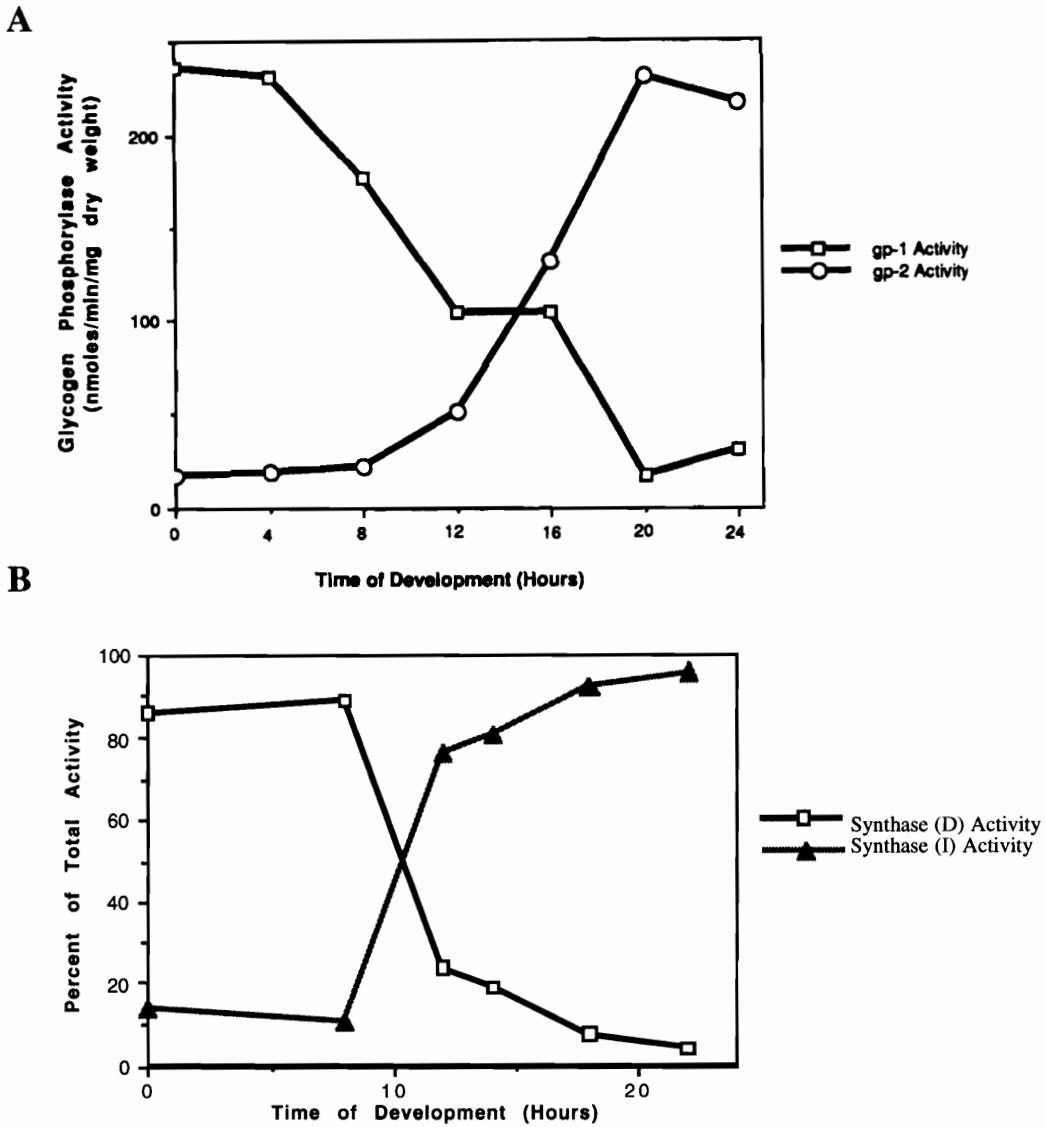 A
Glycogen Phosphorylase Activity
(nmoles/min/mg dry weight)
200
100
0
0 4 8 12 16 20 24
Time of Development (Hours)
gp-1 Activity
gp-2 Activity
B
Percent of Total Activity
100
80
60
40
20
0
0 10 20
Time of Development (Hours)
Synthase (D) Activity
Synthase (I) Activity